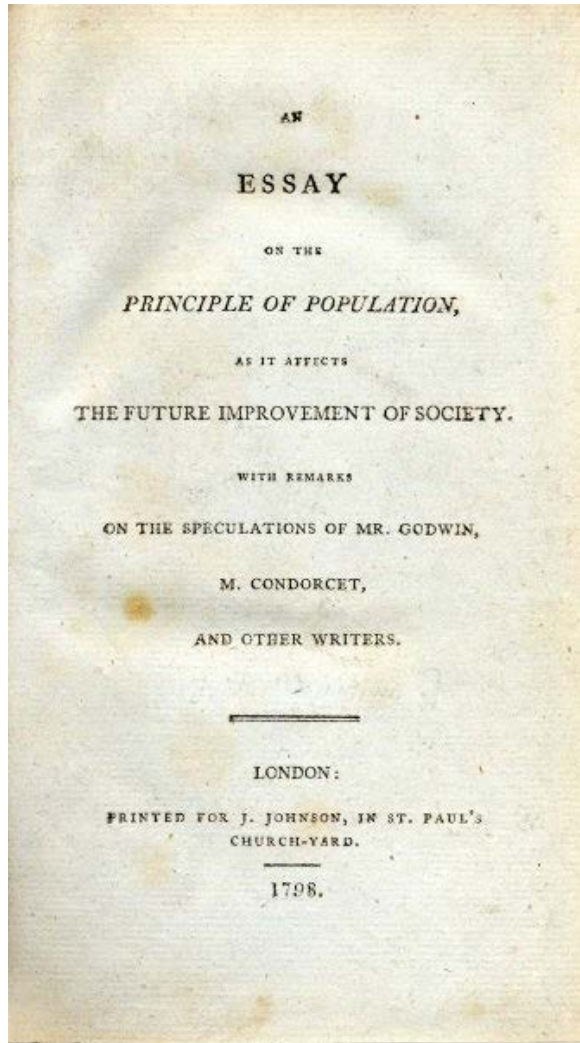 AN
ESSAY
ON THE
PRINCIPLE OF POPULATION,
AS IT AFFECTS
THE FUTURE IMPROVEMENT OF SOCIETY.
WITH REMARKS
ON THE SPECULATIONS OF MR. GODWIN,
M. CONDORCET,
AND OTHER WRITERS.
LONDON:
PRINTED FOR J. JOHNSON, IN ST. PAUL'S
CHURCH-YARD.
1798.